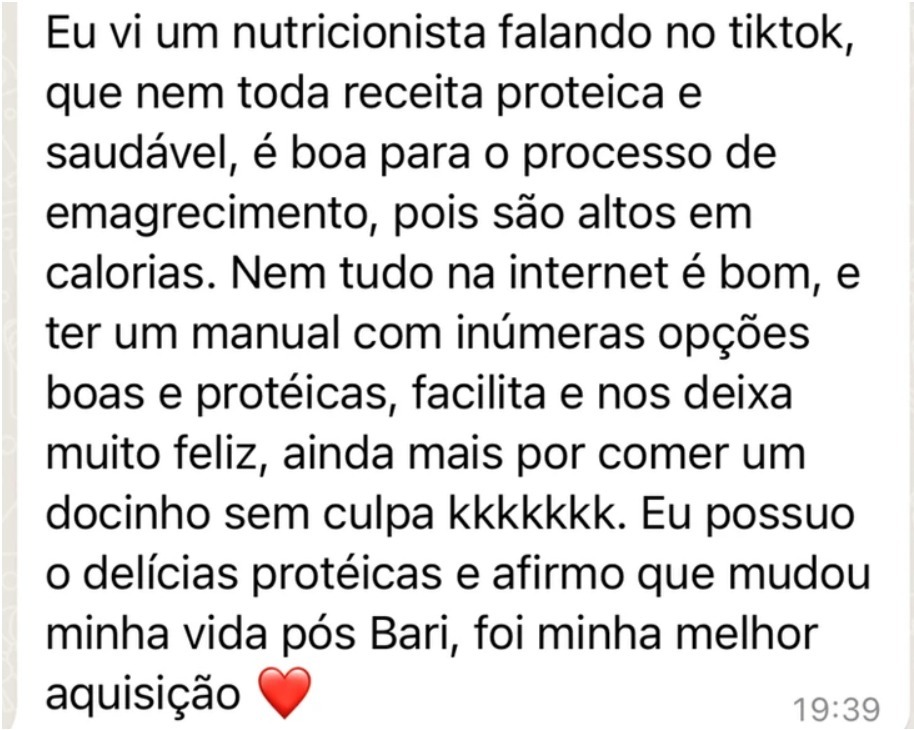 Eu vi um nutricionista falando no tiktok,
que nem toda receita proteica e
saudável, é boa para o processo de
emagrecimento, pois são altos em
calorias. Nem tudo na internet é bom, e
ter um manual com inúmeras opções
boas e protéicas, facilita e nos deixa
muito feliz, ainda mais por comer um
docinho sem culpa kkkkkkk. Eu possuo
o delícias protéicas e afirmo que mudou
minha vida pós Bari, foi minha melhor
aquisição ❤️
19:39